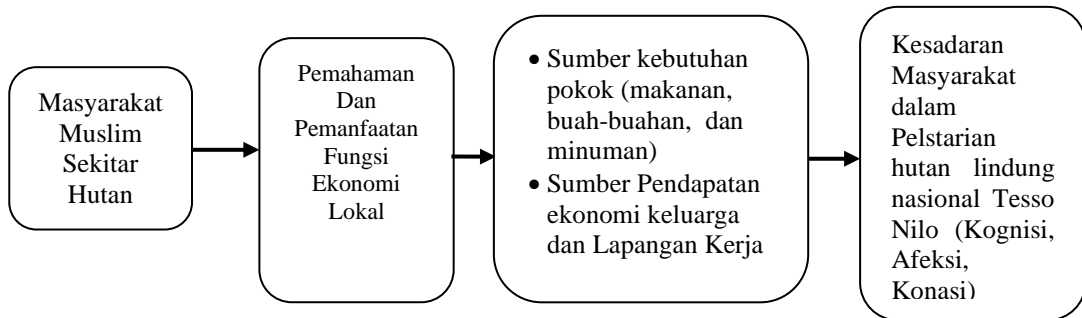 Masyarakat
Muslim
Sekitar
Hutan
Pemahaman
Dan
Pemanfaatan
Fungsi
Ekonomi
Lokal
• Sumber kebutuhan
pokok (makanan,
buah-buahan, dan
minuman)
• Sumber Pendapatan
ekonomi keluarga
dan Lapangan Kerja
Kesadaran
Masyarakat
dalam
Pelstarian
hutan lindung
nasional Tesso
Nilo (Kognisi,
Afeksi,
Konasi)